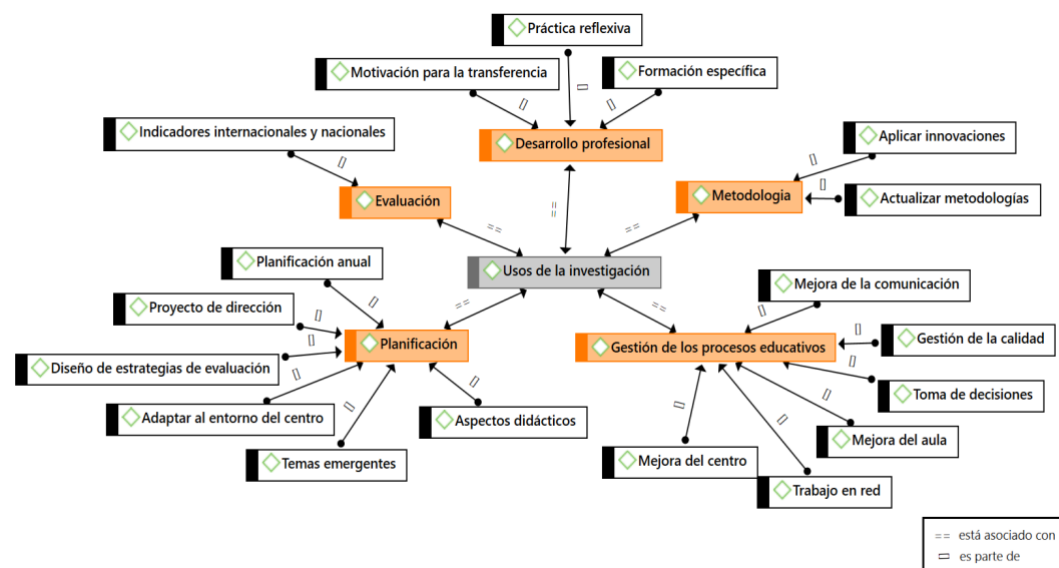 Práctica reflexiva
Motivación para la transferencia
Formación específica
Indicadores internacionales y nacionales
Desarrollo profesional
Aplicar innovaciones
Evaluación
Metodologia
Actualizar metodologías
==
==
==
Planificación anual
Usos de la investigación
Mejora de la comunicación
Proyecto de dirección
==
==
Planificación
Gestión de los procesos educativos
Gestión de la calidad
Diseño de estrategias de evaluación
Toma de decisiones
Adaptar al entorno del centro
Aspectos didácticos
Mejora del aula
Temas emergentes
Mejora del centro
Trabajo en red
== está asociado con
▭ es parte de